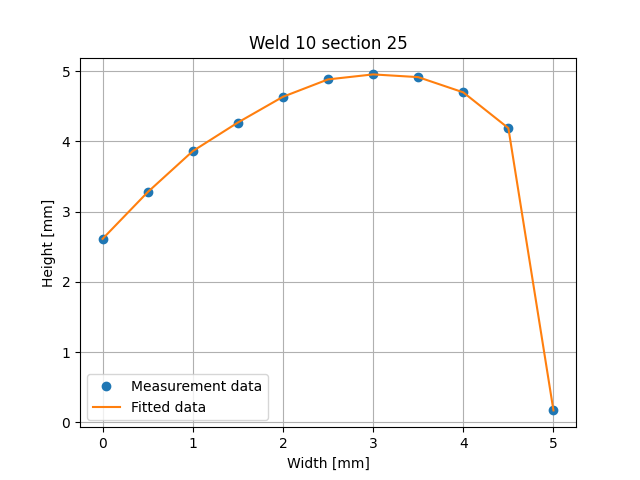 Weld 10 section 25
Height [mm]
5
4
3
2
1
0
Measurement data
Fitted data
0 1 2 3 4 5
Width [mm]